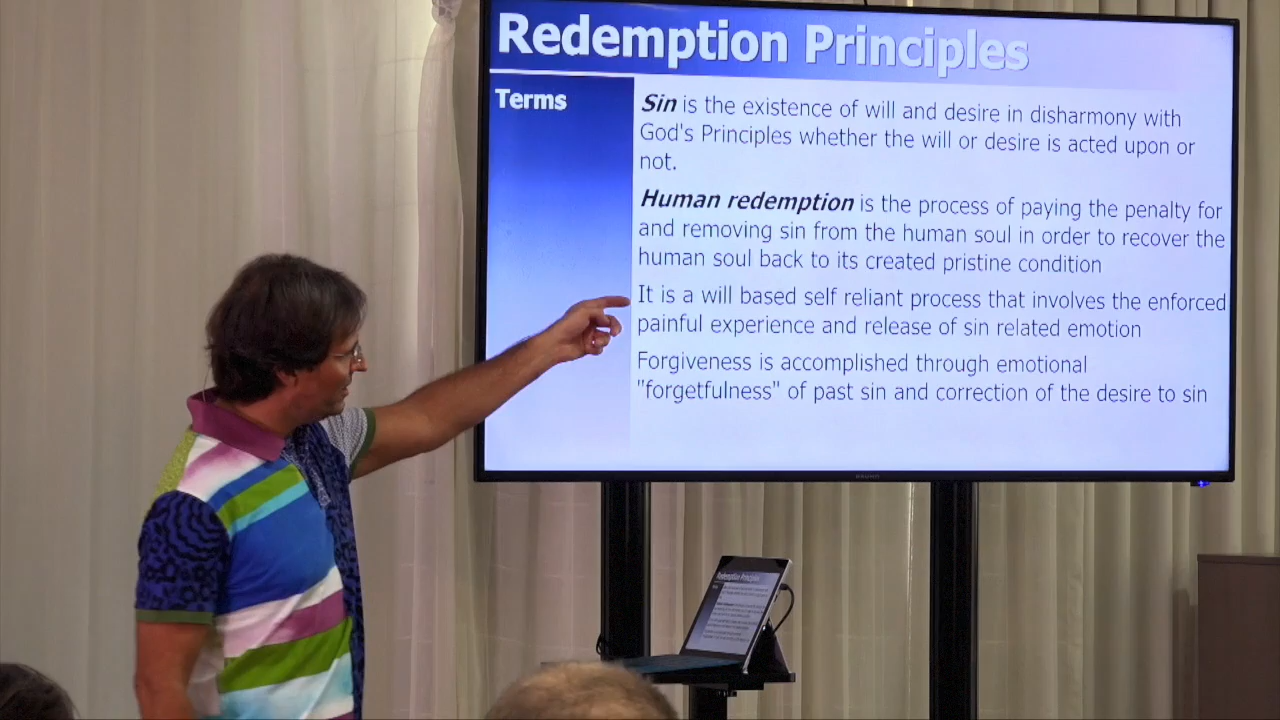 Redemption Principles
Terms
Sin is the existence of will and desire in disharmony with
God's Principles whether the will or desire is acted upon or
not.
Human redemption is the process of paying the penalty for
and removing sin from the human soul in order to recover the
human soul back to its created pristine condition
It is a will based self reliant process that involves the enforced
painful experience and release of sin related emotion
Forgiveness is accomplished through emotional
"forgetfulness" of past sin and correction of the desire to sin
Redemption Principles